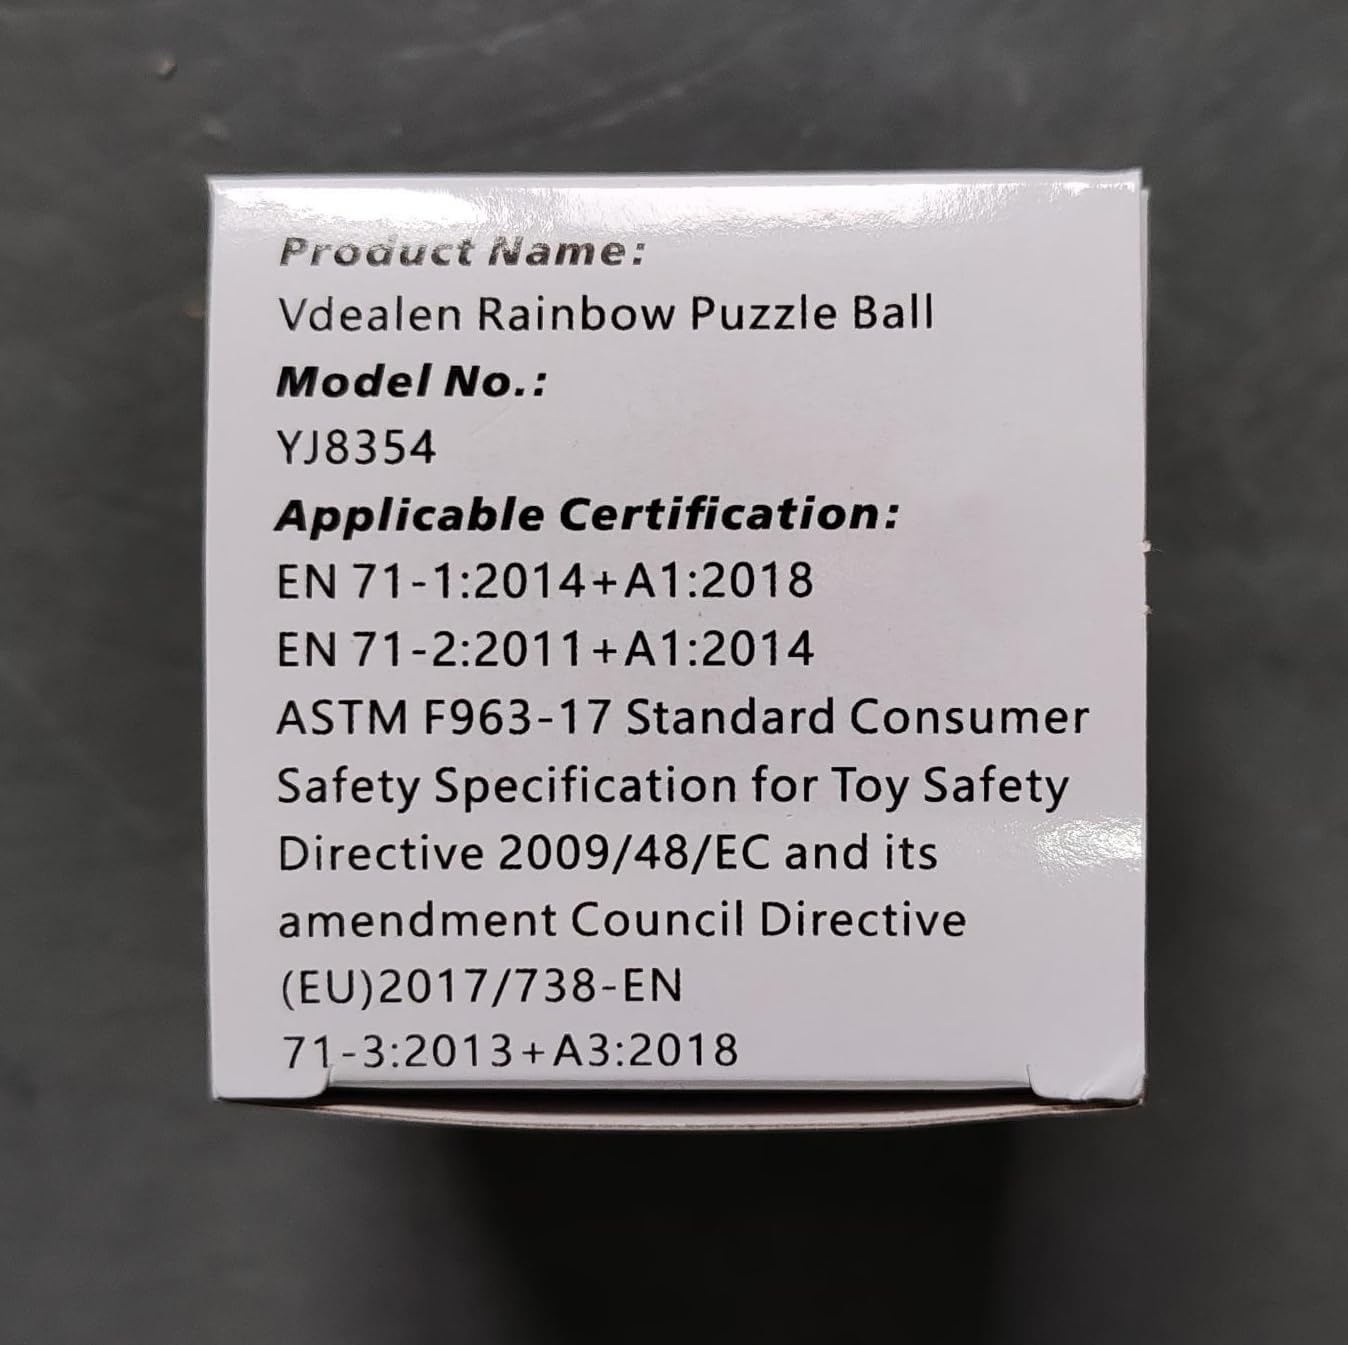 Product Name:
Vdealen Rainbow Puzzle Ball
Model No.:
YJ8354
Applicable Certification:
EN 71-1:2014+A1:2018
EN 71-2:2011+A1:2014
ASTM F963-17 Standard Consumer
Safety Specification for Toy Safety
Directive 2009/48/EC and its
amendment Council Directive
(EU)2017/738-EN
71-3:2013+A3:2018